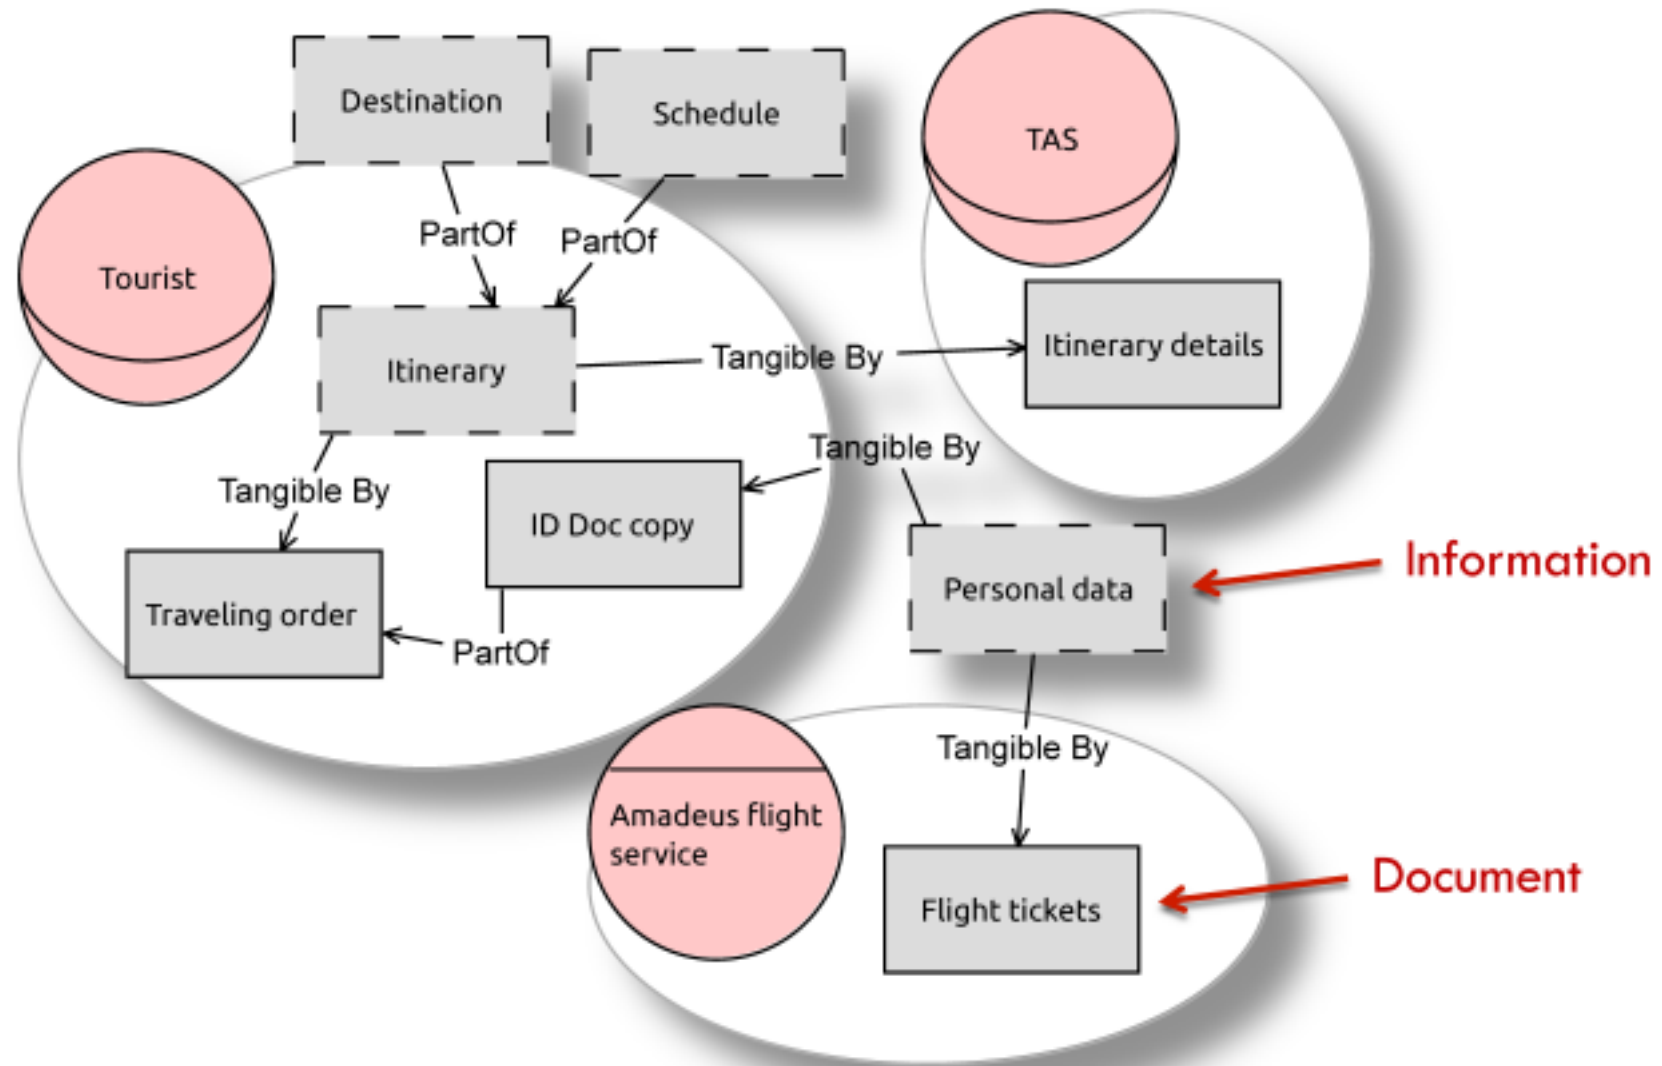 Destination
Schedule
TAS
PartOf
PartOf
Tourist
Itinerary
Tangible By
Itinerary details
Tangible By
Tangible By
ID Doc copy
Information
Personal data
Traveling order
PartOf
Tangible By
Amadeus flight
service
Document
Flight tickets